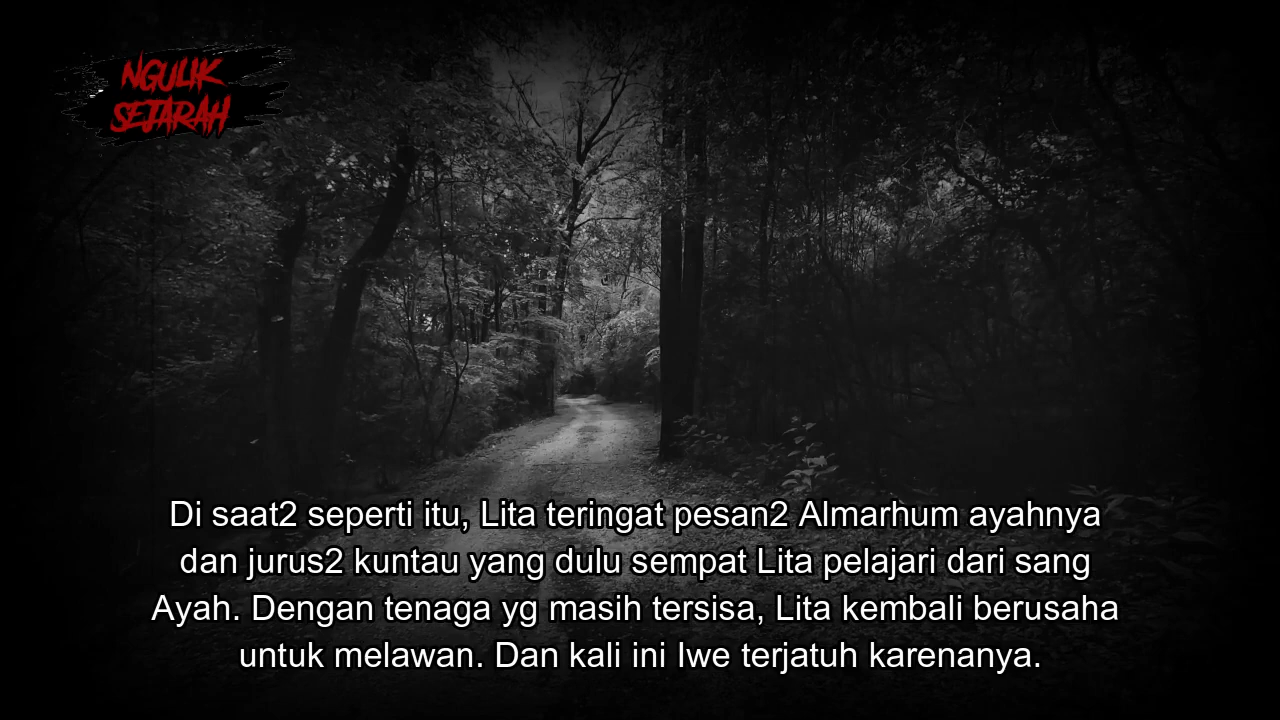 NGULIK
SEJARAH
Di saat2 seperti itu, Lita teringat pesan2 Almarhum ayahnya
dan jurus2 kuntau yang dulu sempat Lita pelajari dari sang
Ayah. Dengan tenaga yg masih tersisa, Lita kembali berusaha
untuk melawan. Dan kali ini Iwe terjatuh karenanya.